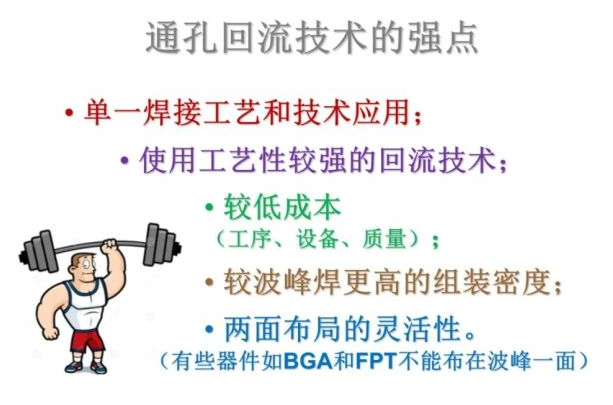 通孔回流技术的强点
• 单一焊接工艺和技术应用；
• 使用工艺性较强的回流技术；
• 较低成本
（工序、设备、质量）；
• 较波峰焊更高的组装密度；
• 两面布局的灵活性。
（有些器件如BGA和FPT不能布在波峰一面）